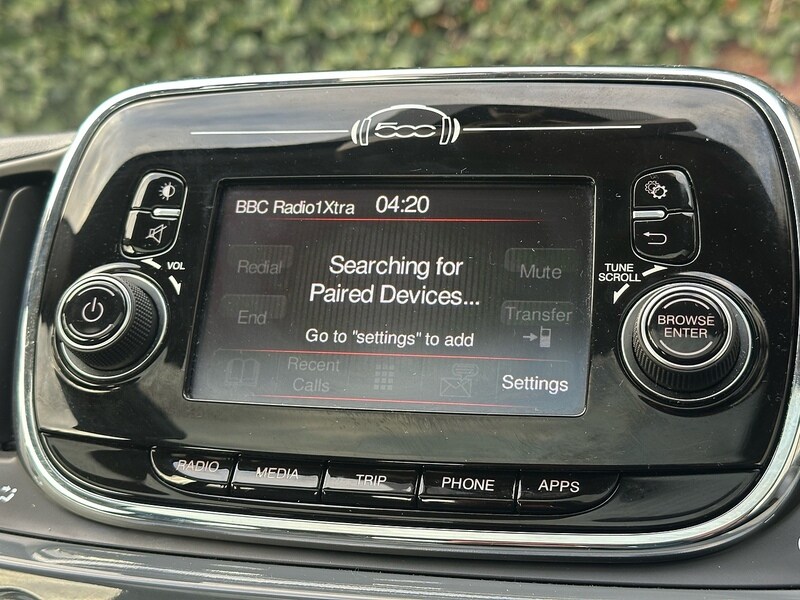 500
BBC Radio1Xtra 04:20
Redial
Searching for
Mute
Paired Devices...
End
Transfer
Go to "settings" to add
Recent
Calls
Settings
VOL
TUNE
SCROLL
BROWSE
ENTER
RADIO MEDIA TRIP PHONE APPS